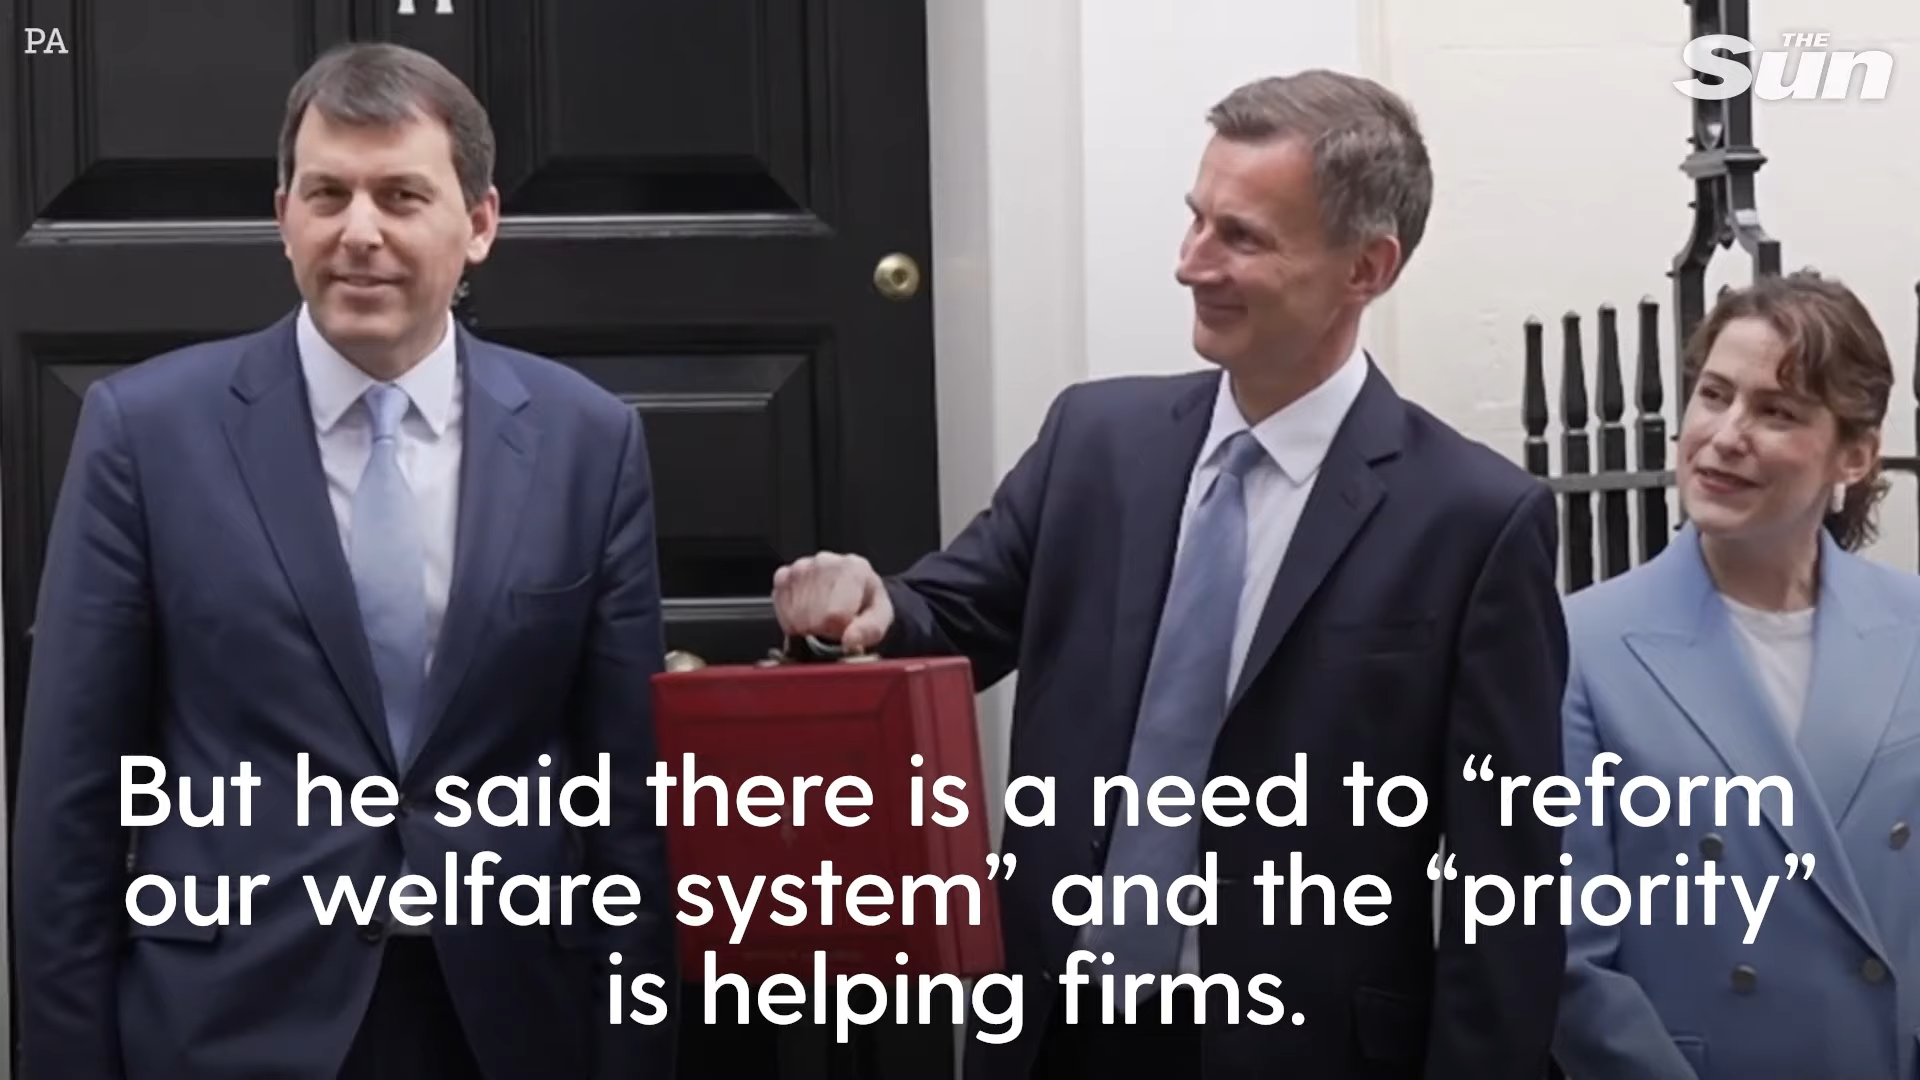 PA
THE
Sun
But he said there is a need to “reform
our welfare system” and the “priority”
is helping firms.